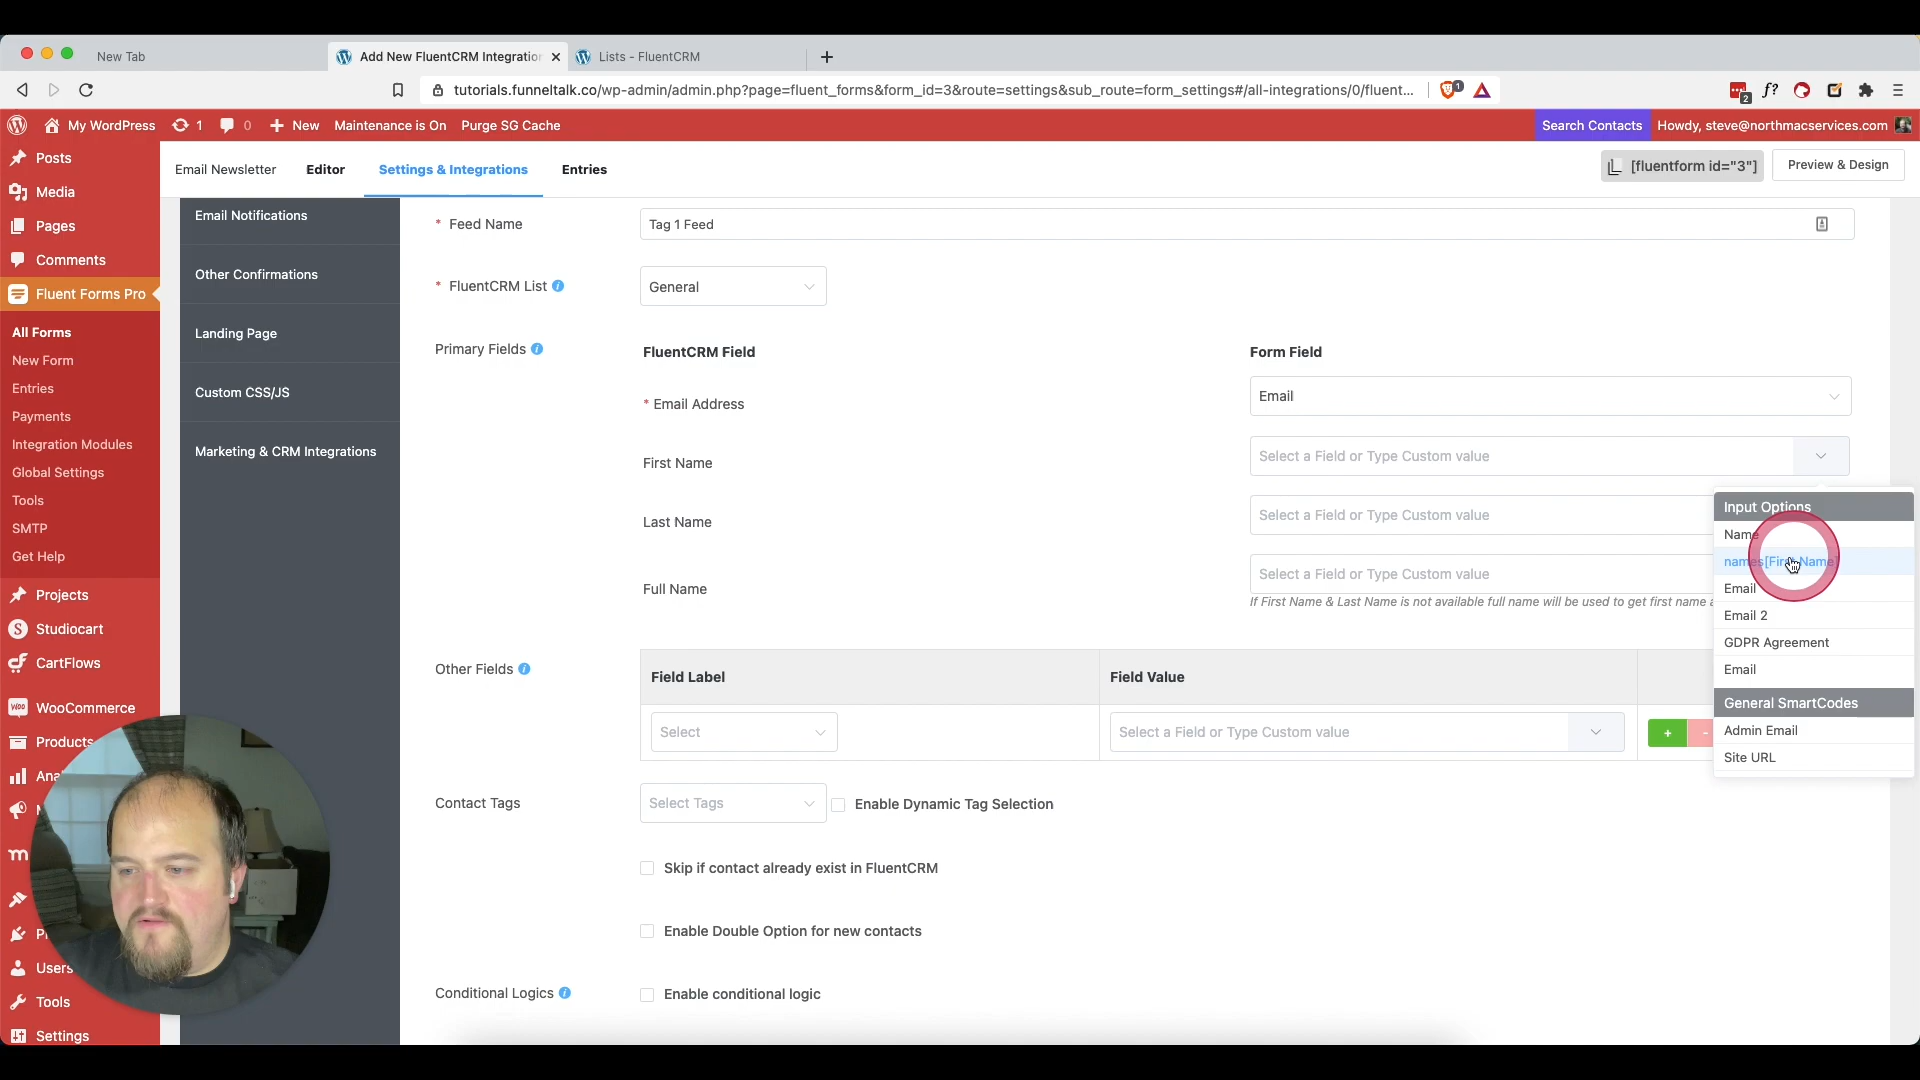 New Tab
Add New FluentCRM Integration
Lists - FluentCRM
tutorials.funneltalk.co/wp-admin/admin.php?page=fluent_forms&form_id=3&route=settings&sub_route=form_settings#/all-integrations/0/fluent...
1
2
f?
My WordPress
1
0
New
Maintenance is On
Purge SG Cache
Search Contacts
Howdy, steve@northmacservices.com
Posts
Media
Pages
Comments
Fluent Forms Pro
All Forms
New Form
Entries
Payments
Integration Modules
Global Settings
Tools
SMTP
Get Help
Projects
Studiocart
CartFlows
WooCommerce
Products
Users
Tools
Settings
Email Newsletter
Editor
Settings & Integrations
Entries
[fluentform id="3"]
Preview & Design
Email Notifications
Other Confirmations
Landing Page
Custom CSS/JS
Marketing & CRM Integrations
* Feed Name
Tag 1 Feed
* FluentCRM List
General
Primary Fields
FluentCRM Field
Form Field
* Email Address
Email
First Name
Select a Field or Type Custom value
Last Name
Select a Field or Type Custom value
Full Name
Select a Field or Type Custom value
If First Name & Last Name is not available full name will be used to get first name
Input Options
Name
names[First Name]
Email
Email 2
GDPR Agreement
Email
General SmartCodes
Admin Email
Site URL
Other Fields
Field Label
Field Value
Select
Select a Field or Type Custom value
+
-
Contact Tags
Select Tags
Enable Dynamic Tag Selection
Skip if contact already exist in FluentCRM
Enable Double Option for new contacts
Conditional Logics
Enable conditional logic